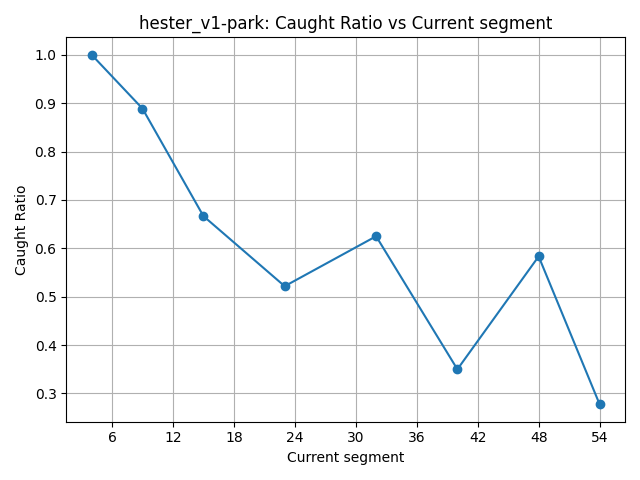 hester_v1-park: Caught Ratio vs Current segment
1.0
0.9
0.8
0.7
0.6
0.5
0.4
0.3
Caught Ratio
6 12 18 24 30 36 42 48 54
Current segment